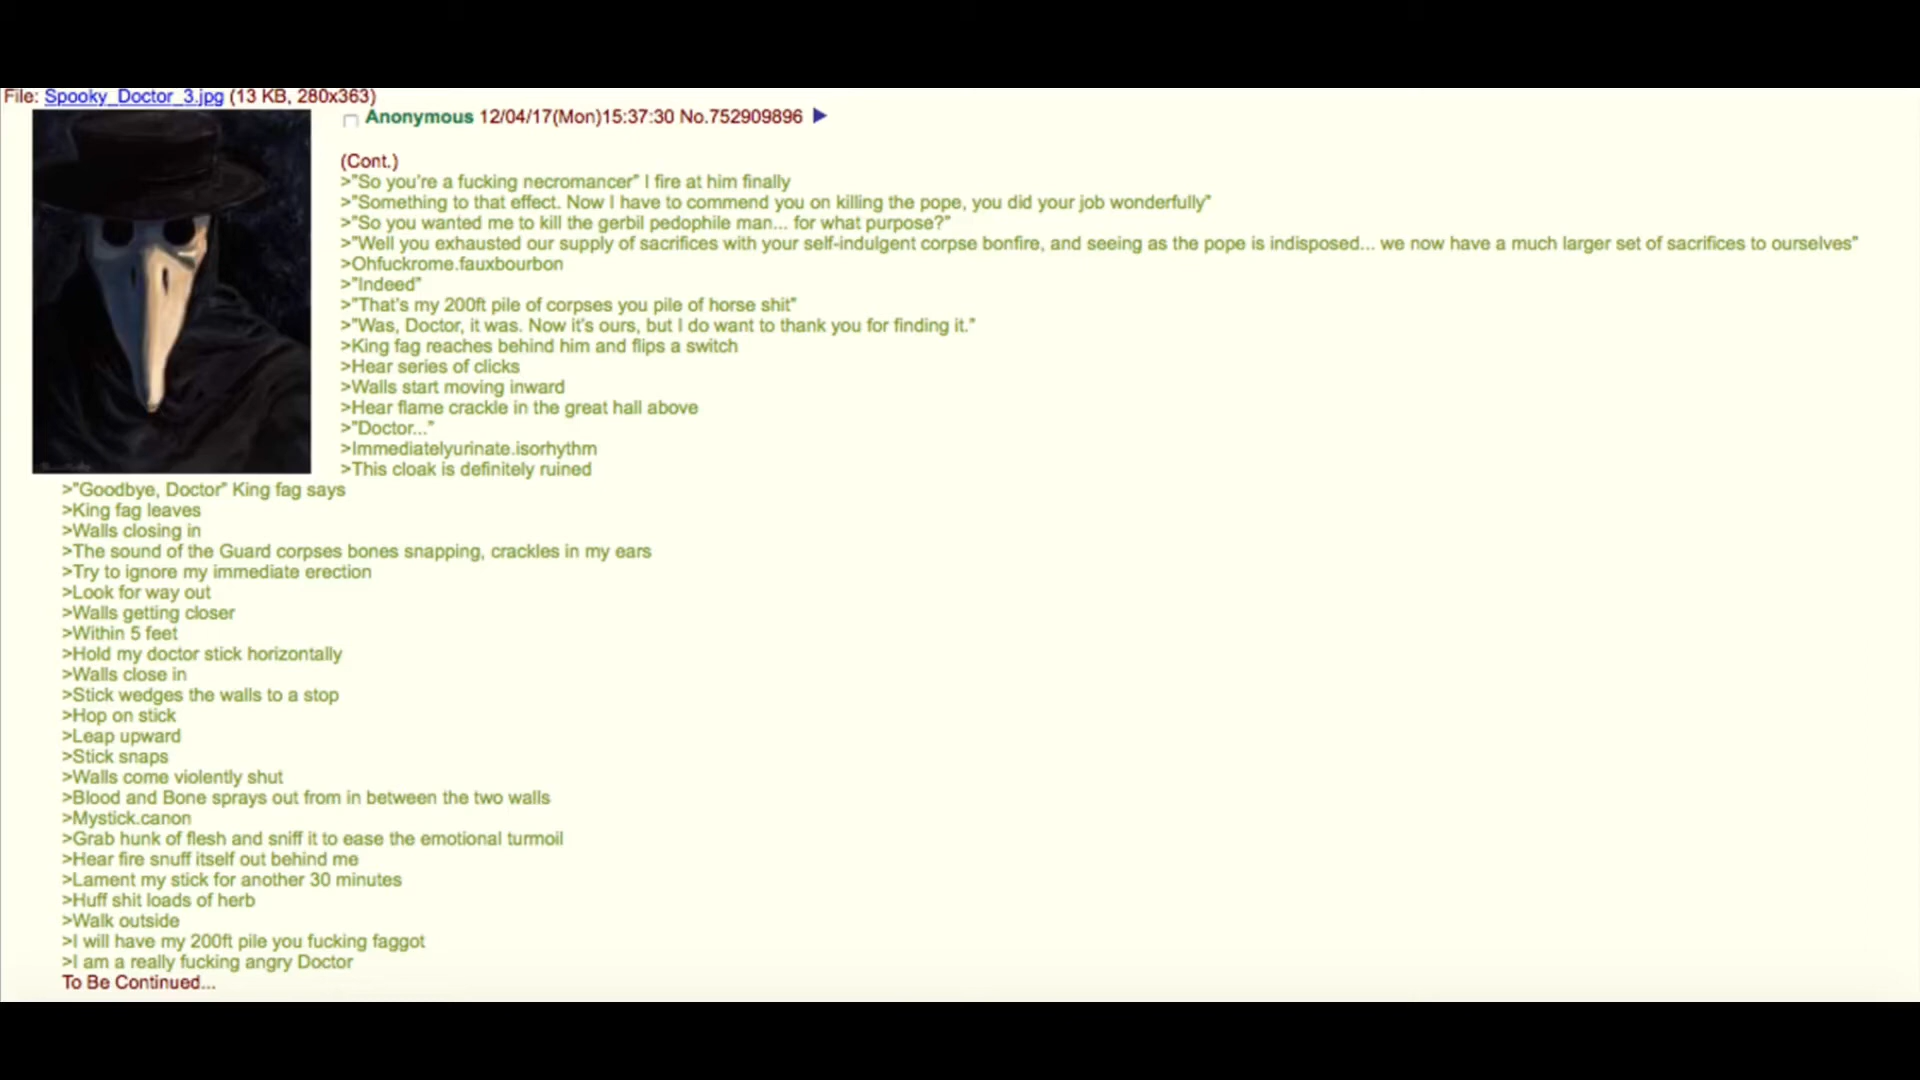 File: Spooky_Doctor_3.jpg (13 KB, 280x363)
Anonymous 12/04/17(Mon)15:37:30 No.752909896
(Cont.)
>"So you're a fucking necromancer" I fire at him finally
>"Something to that effect. Now I have to commend you on killing the pope, you did your job wonderfully"
>"So you wanted me to kill the gerbil pedophile man... for what purpose?"
>"Well you exhausted our supply of sacrifices with your self-indulgent corpse bonfire, and seeing as the pope is indisposed... we now have a much larger set of sacrifices to ourselves"
>Ohfuckrome.fauxbourbon
>"Indeed"
>"That's my 200ft pile of corpses you pile of horse shit"
>"Was, Doctor, it was. Now it's ours, but I do want to thank you for finding it."
>King fag reaches behind him and flips a switch
>Hear series of clicks
>Walls start moving inward
>Hear flame crackle in the great hall above
>"Doctor..."
>Immediatelyurinate.isorhythm
>This cloak is definitely ruined
>"Goodbye, Doctor" King fag says
>King fag leaves
>Walls closing in
>The sound of the Guard corpses bones snapping, crackles in my ears
>Try to ignore my immediate erection
>Look for way out
>Walls getting closer
>Within 5 feet
>Hold my doctor stick horizontally
>Walls close in
>Stick wedges the walls to a stop
>Hop on stick
>Leap upward
>Stick snaps
>Walls come violently shut
>Blood and Bone sprays out from in between the two walls
>Mystick.canon
>Grab hunk of flesh and sniff it to ease the emotional turmoil
>Hear fire snuff itself out behind me
>Lament my stick for another 30 minutes
>Huff shit loads of herb
>Walk outside
>I will have my 200ft pile you fucking faggot
>I am a really fucking angry Doctor
To Be Continued...